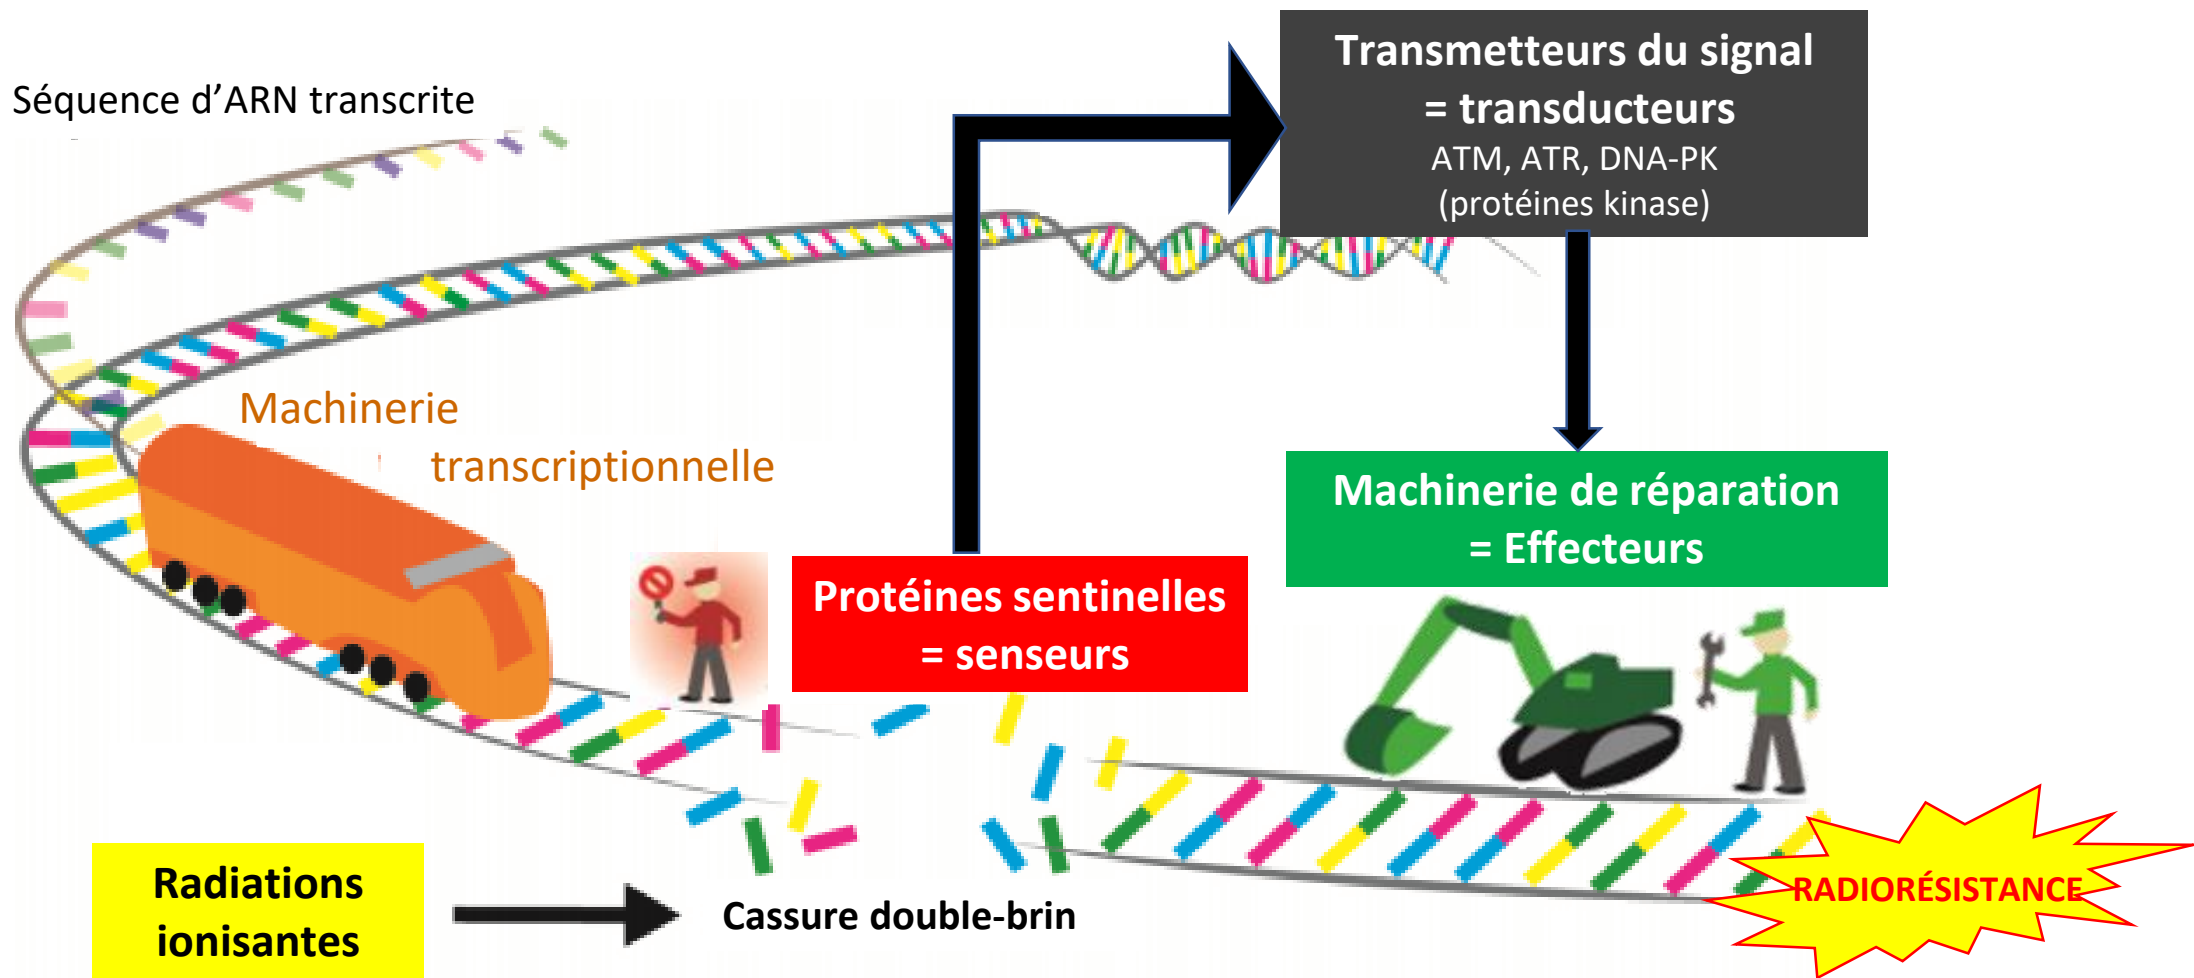 Séquence d’ARN transcrite
Transmetteurs du signal
= transducteurs
ATM, ATR, DNA-PK
(protéines kinase)
Machinerie
transcriptionnelle
Protéines sentinelles
= senseurs
Machinerie de réparation
= Effecteurs
Radiations
ionisantes
Cassure double-brin
RADIORÉSISTANCE